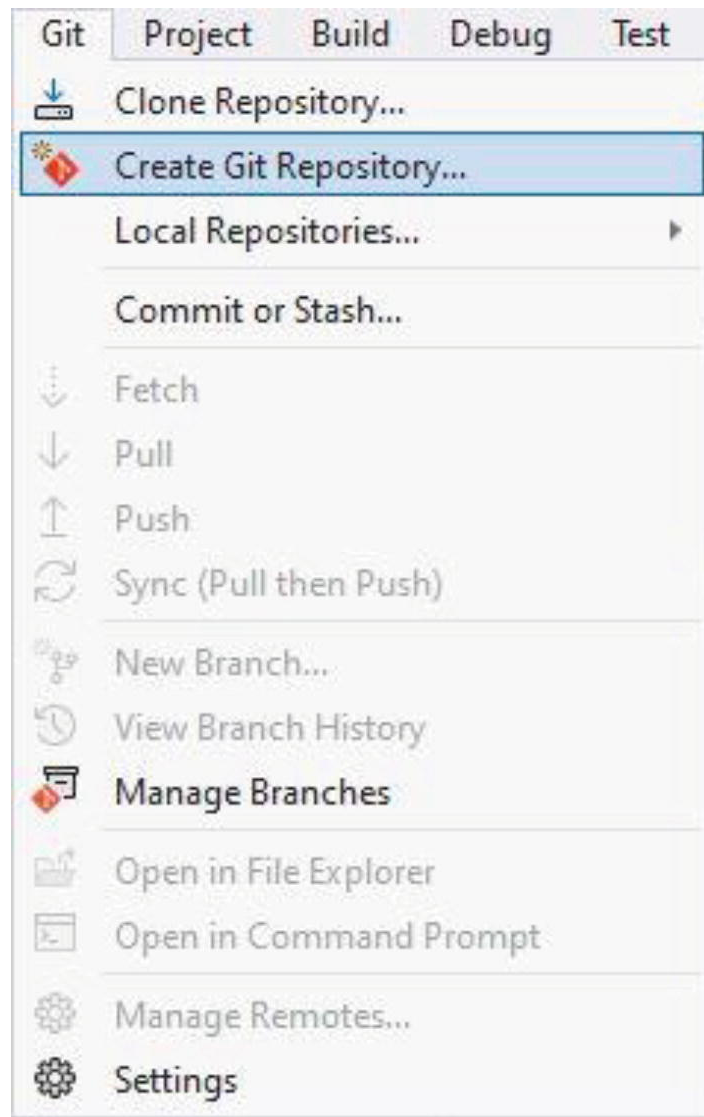 Git Project Build Debug Test
Clone Repository...
Create Git Repository...
Local Repositories...
Commit or Stash...
Fetch
Pull
Push
Sync (Pull then Push)
New Branch...
View Branch History
Manage Branches
Open in File Explorer
Open in Command Prompt
Manage Remotes...
Settings